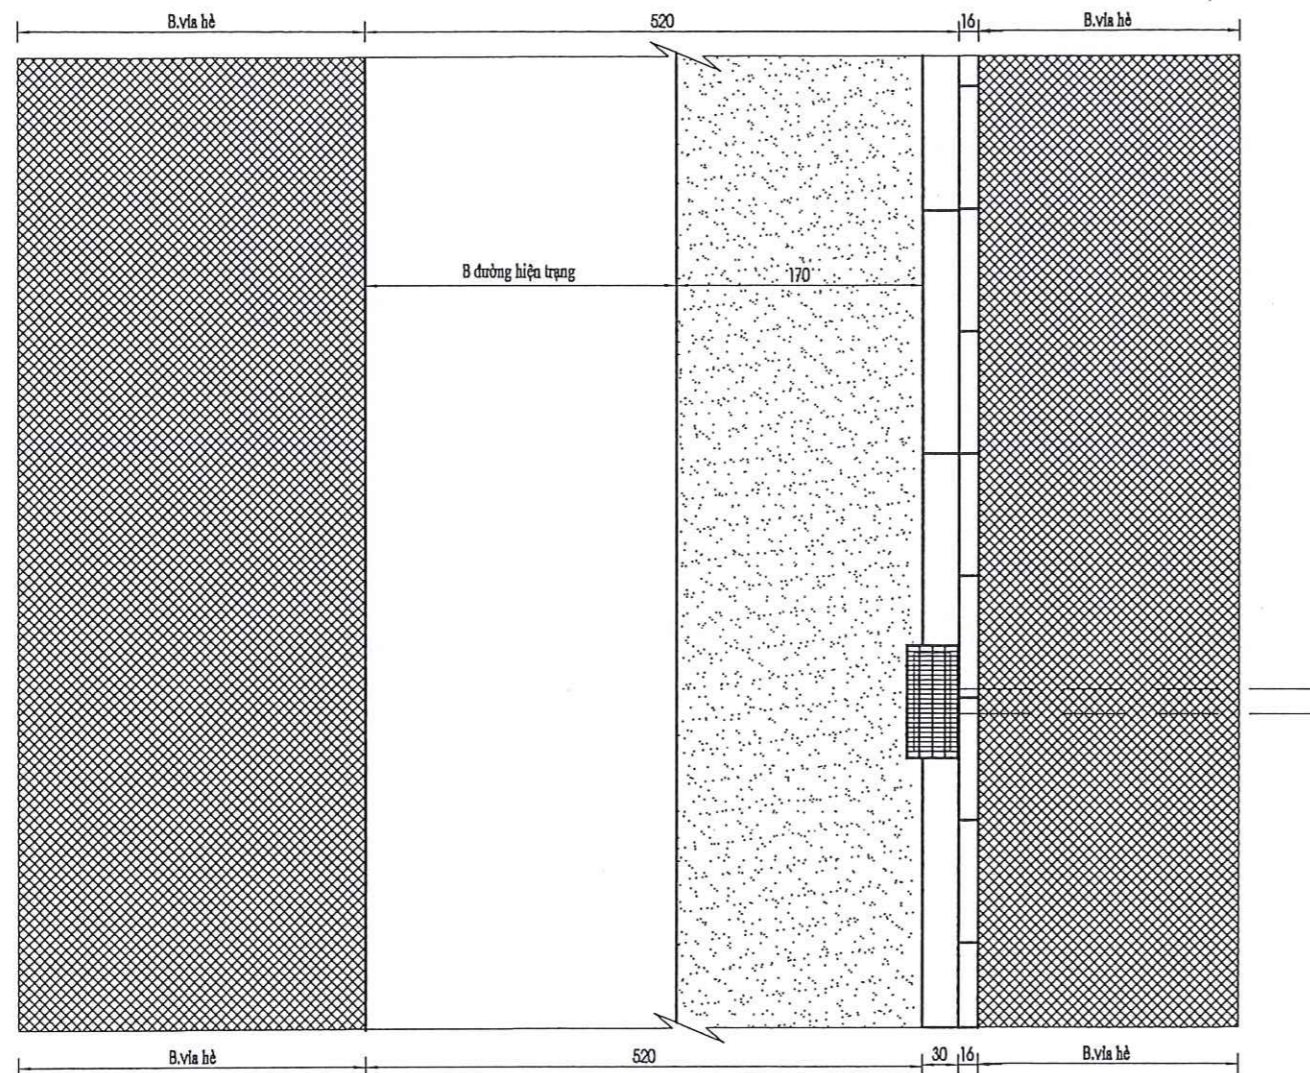 B.vỉa hè 520 16 B.vỉa hè
B đường hiện trạng 170
B.vỉa hè 520 30 16 B.vỉa hè